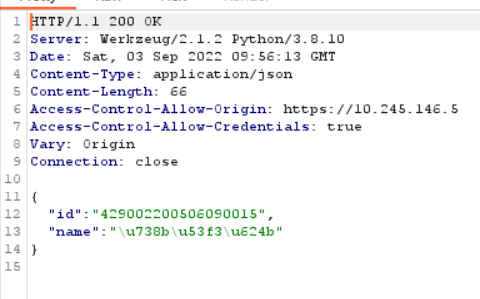 1 HTTP/1.1 200 OK
2 Server: Werkzeug/2.1.2 Python/3.8.10
3 Date: Sat, 03 Sep 2022 09:56:13 GMT
4 Content-Type: application/json
5 Content-Length: 66
6 Access-Control-Allow-Origin: https://10.245.146.5
7 Access-Control-Allow-Credentials: true
8 Vary: Origin
9 Connection: close
10
11 {
12 "id":"429002200506090015",
13 "name":"\u738b\u53f3\u624b"
14 }
15